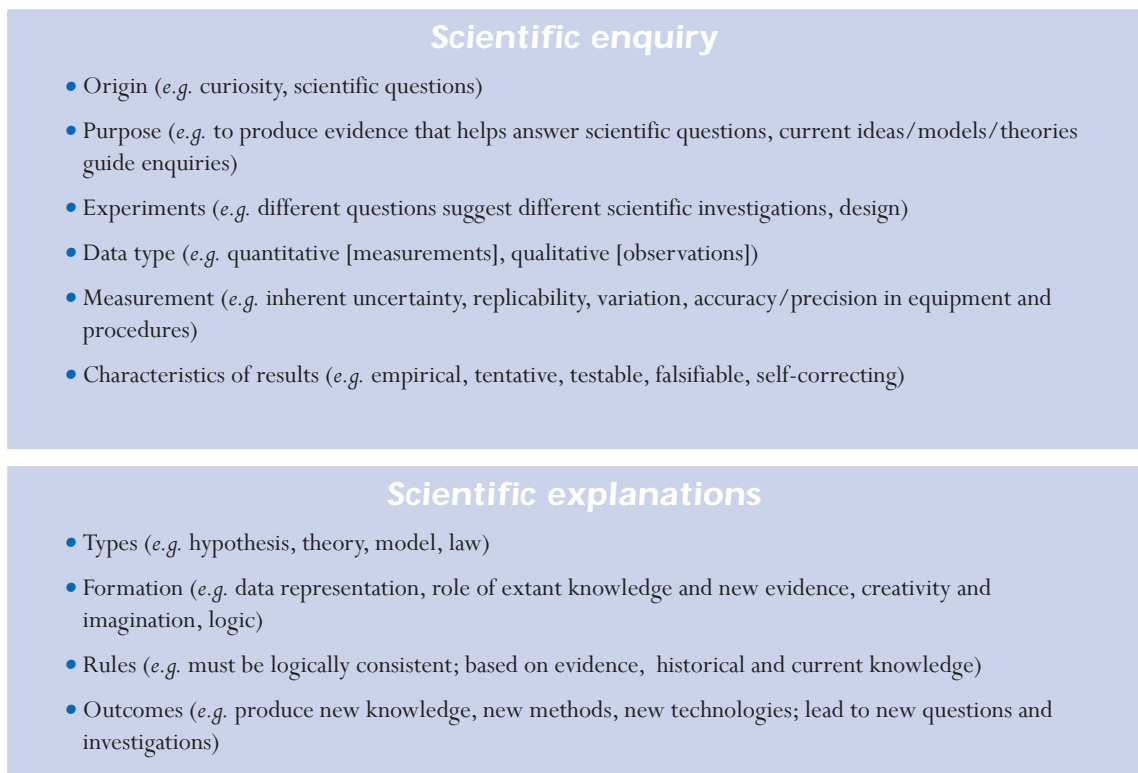 Scientific enquiry
• Origin (e.g. curiosity, scientific questions)
• Purpose (e.g. to produce evidence that helps answer scientific questions, current ideas/models/theories
guide enquiries)
• Experiments (e.g. different questions suggest different scientific investigations, design)
• Data type (e.g. quantitative [measurements], qualitative [observations])
• Measurement (e.g. inherent uncertainty, replicability, variation, accuracy/precision in equipment and
procedures)
• Characteristics of results (e.g. empirical, tentative, testable, falsifiable, self-correcting)
Scientific explanations
• Types (e.g. hypothesis, theory, model, law)
• Formation (e.g. data representation, role of extant knowledge and new evidence, creativity and
imagination, logic)
• Rules (e.g. must be logically consistent; based on evidence, historical and current knowledge)
• Outcomes (e.g. produce new knowledge, new methods, new technologies; lead to new questions and
investigations)